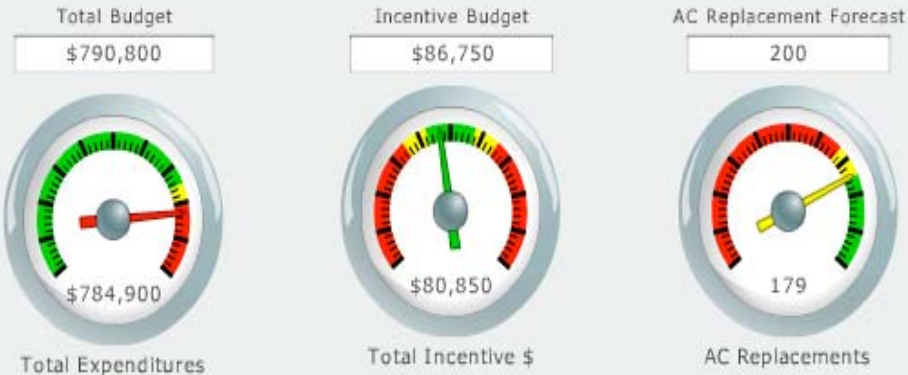 Total Budget
$790,800
$784,900
Total Expenditures
Incentive Budget
$86,750
$80,850
Total Incentive $
AC Replacement Forecast
200
179
AC Replacements